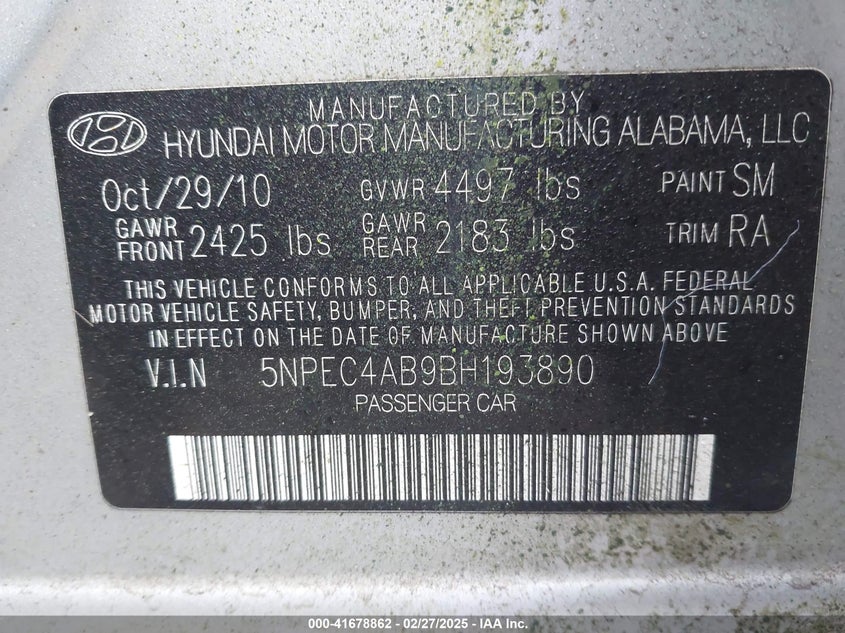 MANUFACTURED BY
HYUNDAI MOTOR MANUFACTURING ALABAMA, LLC
Oct/29/10 GVWR 4497 lbs PAINT SM
GAWR FRONT 2425 lbs GAWR REAR 2183 lbs TRIM RA
THIS VEHICLE CONFORMS TO ALL APPLICABLE U.S.A. FEDERAL
MOTOR VEHICLE SAFETY, BUMPER, AND THEFT PREVENTION STANDARDS
IN EFFECT ON THE DATE OF MANUFACTURE SHOWN ABOVE
V.I.N 5NPEC4AB9BH193890
PASSENGER CAR
000-41678862 - 02/27/2025 - IAA Inc.